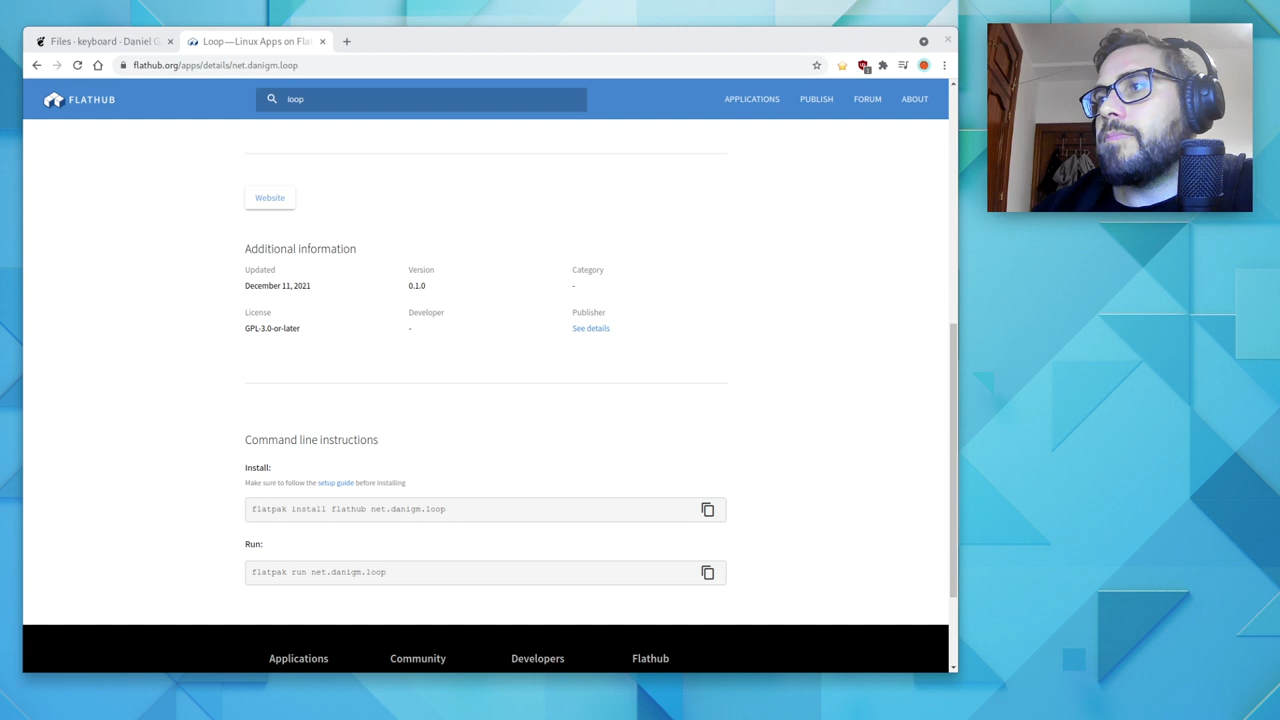 Files · keyboard · Daniel G
Loop — Linux Apps on Fla
flathub.org/apps/details/net.danigm.loop
FLATHUB
loop
APPLICATIONS
PUBLISH
FORUM
ABOUT
Website
Additional information
Updated
Version
Category
December 11, 2021
0.1.0
-
License
Developer
Publisher
GPL-3.0-or-later
-
See details
Command line instructions
Install:
Make sure to follow the setup guide before installing
flatpak install flathub net.danigm.loop
Run:
flatpak run net.danigm.loop
Applications
Community
Developers
Flathub